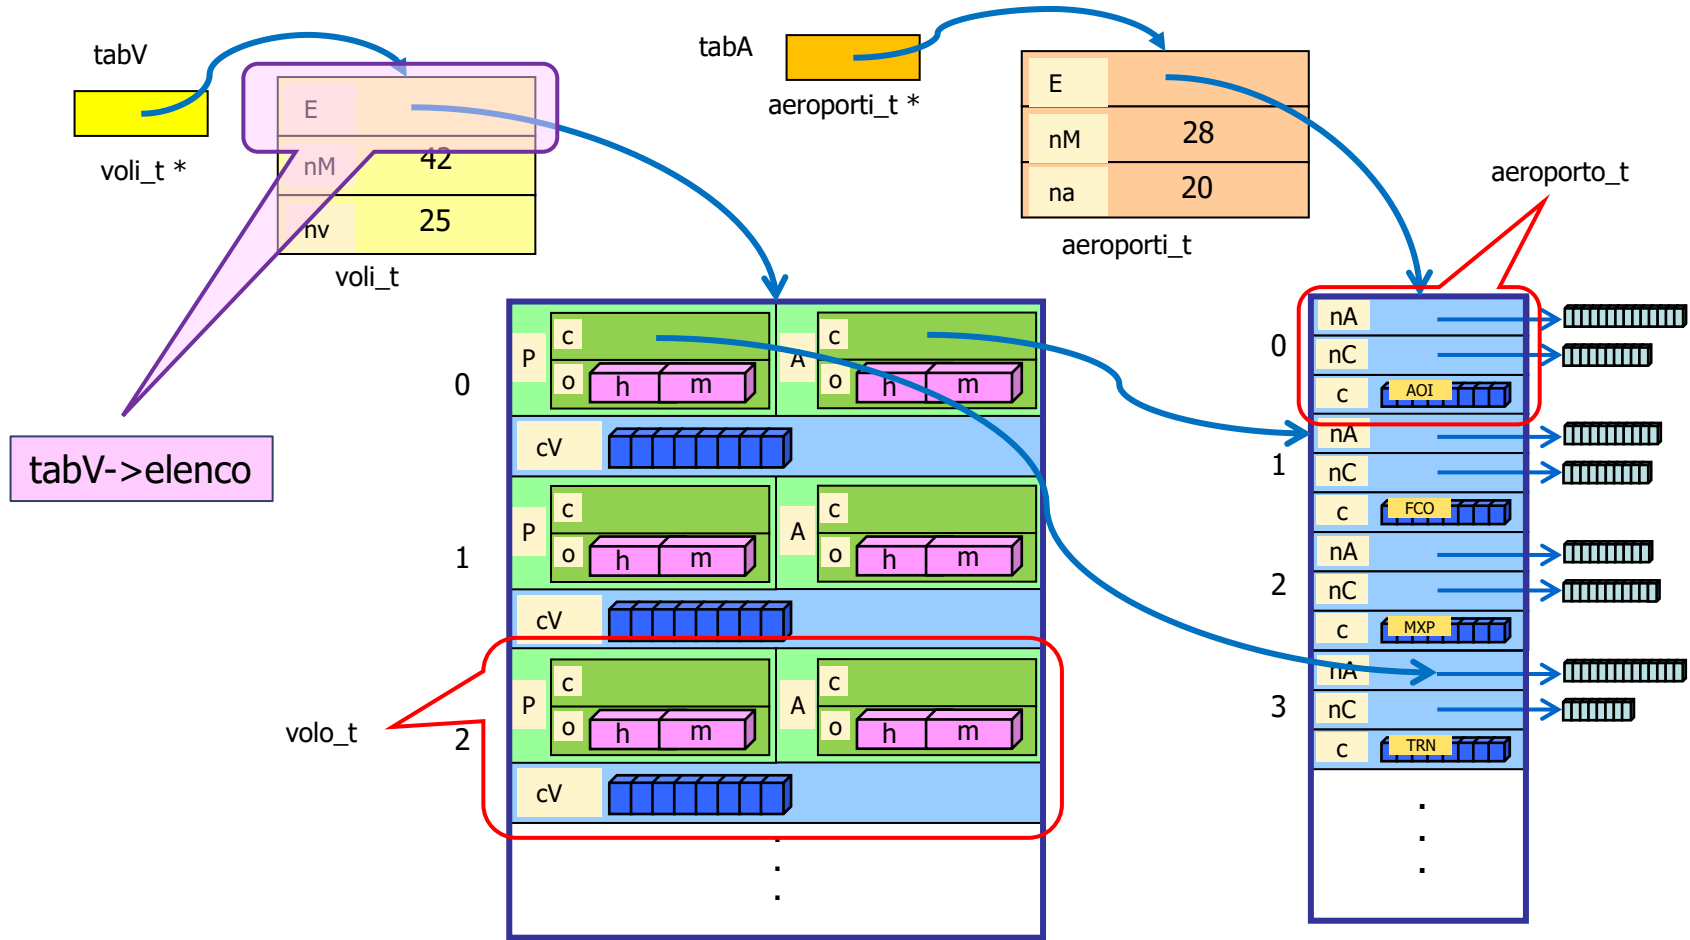 tabV
voli_t *
E
nM 42
nv 25
voli_t
tabV->elenco
tabA
aeroporti_t *
E
nM 28
na 20
aeroporti_t
aeroporto_t
volo_t
0
P
c
o h m
A
c
o h m
cV
1
P
c
o h m
A
c
o h m
cV
2
P
c
o h m
A
c
o h m
cV
.
.
.
0
nA
nC
c AOI
1
nA
nC
c FCO
2
nA
nC
c MXP
3
nA
nC
c TRN
.
.
.